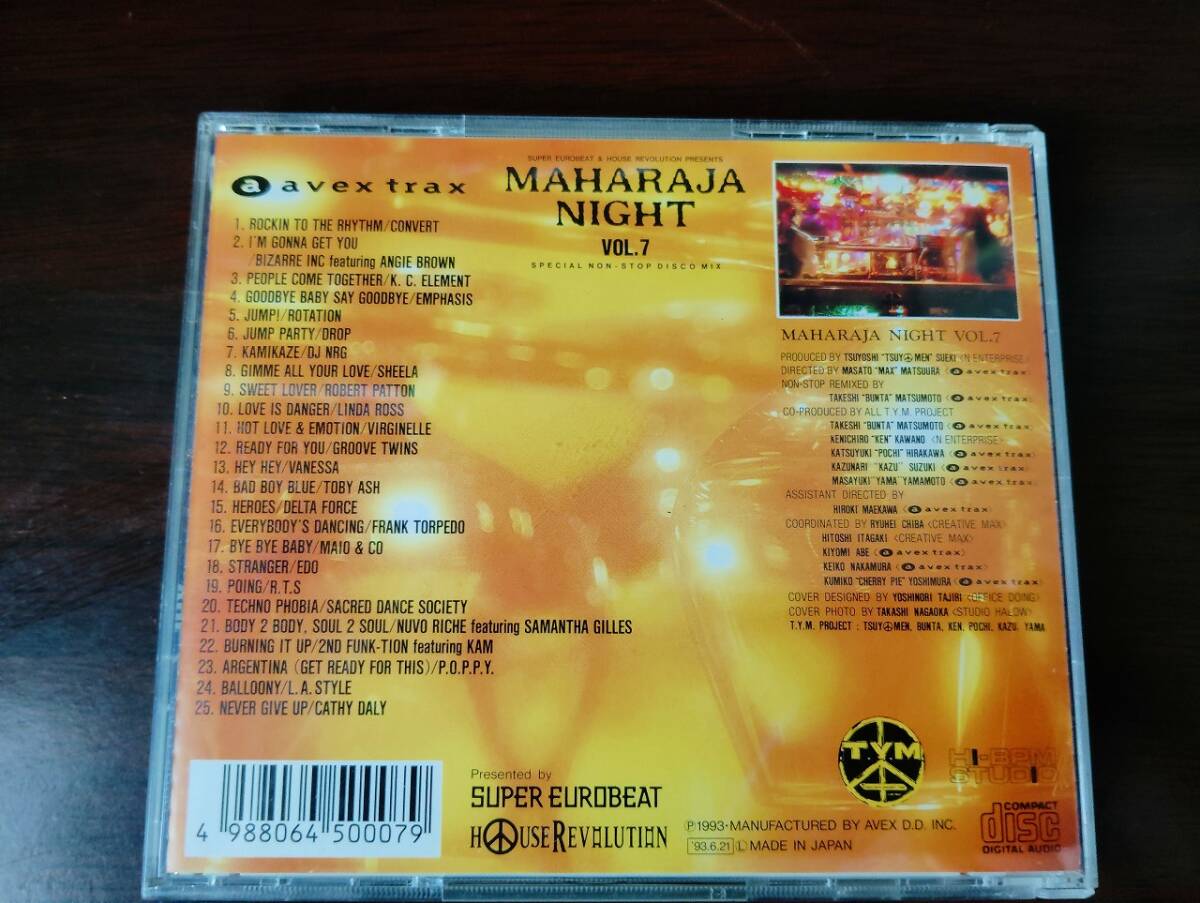 avex trax
SUPER EUROBEAT & HOUSE REVOLUTION PRESENTS
MAHARAJA
NIGHT
VOL.7
SPECIAL NON-STOP DISCO MIX
1. ROCKIN TO THE RHYTHM/CONVERT
2. I'M GONNA GET YOU
/BIZARRE INC featuring ANGIE BROWN
3. PEOPLE COME TOGETHER/K. C. ELEMENT
4. GOODBYE BABY SAY GOODBYE/EMPHASIS
5. JUMP!/ROTATION
6. JUMP PARTY/DROP
7. KAMIKAZE/DJ NRG
8. GIMME ALL YOUR LOVE/SHEELA
9. SWEET LOVER/ROBERT PATTON
10. LOVE IS DANGER/LINDA ROSS
11. HOT LOVE & EMOTION/VIRGINELLE
12. READY FOR YOU/GROOVE TWINS
13. HEY HEY/VANESSA
14. BAD BOY BLUE/TOBY ASH
15. HEROES/DELTA FORCE
16. EVERYBODY'S DANCING/FRANK TORPEDO
17. BYE BYE BABY/MAIO & CO
18. STRANGER/EDO
19. POING/R.T.S
20. TECHNO PHOBIA/SACRED DANCE SOCIETY
21. BODY 2 BODY, SOUL 2 SOUL/NUVO RICHE featuring SAMANTHA GILLES
22. BURNING IT UP/2ND FUNK-TION featuring KAM
23. ARGENTINA (GET READY FOR THIS)/P.O.P.P.Y.
24. BALLOONY/L.A. STYLE
25. NEVER GIVE UP/CATHY DALY
MAHARAJA NIGHT VOL.7
PRODUCED BY TSUYOSHI "TSUY☮MEN" SUEKI <N ENTERPRISE>
DIRECTED BY MASATO "MAX" MATSUURA <avex trax>
NON-STOP REMIXED BY
TAKESHI "BUNTA" MATSUMOTO <avex trax>
CO-PRODUCED BY ALL T.Y.M. PROJECT
TAKESHI "BUNTA" MATSUMOTO <avex trax>
KENICHIRO "KEN" KAWANO <N ENTERPRISE>
KATSUYUKI "POCHI" HIRAKAWA <avex trax>
KAZUNARI "KAZU" SUZUKI <avex trax>
MASAYUKI "YAMA" YAMAMOTO <avex trax>
ASSISTANT DIRECTED BY
HIROKI MAEKAWA <avex trax>
COORDINATED BY RYUHEI CHIBA <CREATIVE MAX>
HITOSHI ITAGAKI <CREATIVE MAX>
KIYOMI ABE <avex trax>
KEIKO NAKAMURA <avex trax>
KUMIKO "CHERRY PIE" YOSHIMURA <avex trax>
COVER DESIGNED BY YOSHINORI TAJIRI <OFFICE DOING>
COVER PHOTO BY TAKASHI NAGAOKA <STUDIO HALOW>
T.Y.M. PROJECT : TSUY☮MEN, BUNTA, KEN, POCHI, KAZU, YAMA
TYM
HI-BPM
STUDIO
4 988064 500079
Presented by
SUPER EUROBEAT
HOUSE REVOLUTION
Ⓟ1993・MANUFACTURED BY AVEX D.D. INC.
'93.6.21 Ⓛ MADE IN JAPAN
COMPACT
disc
DIGITAL AUDIO